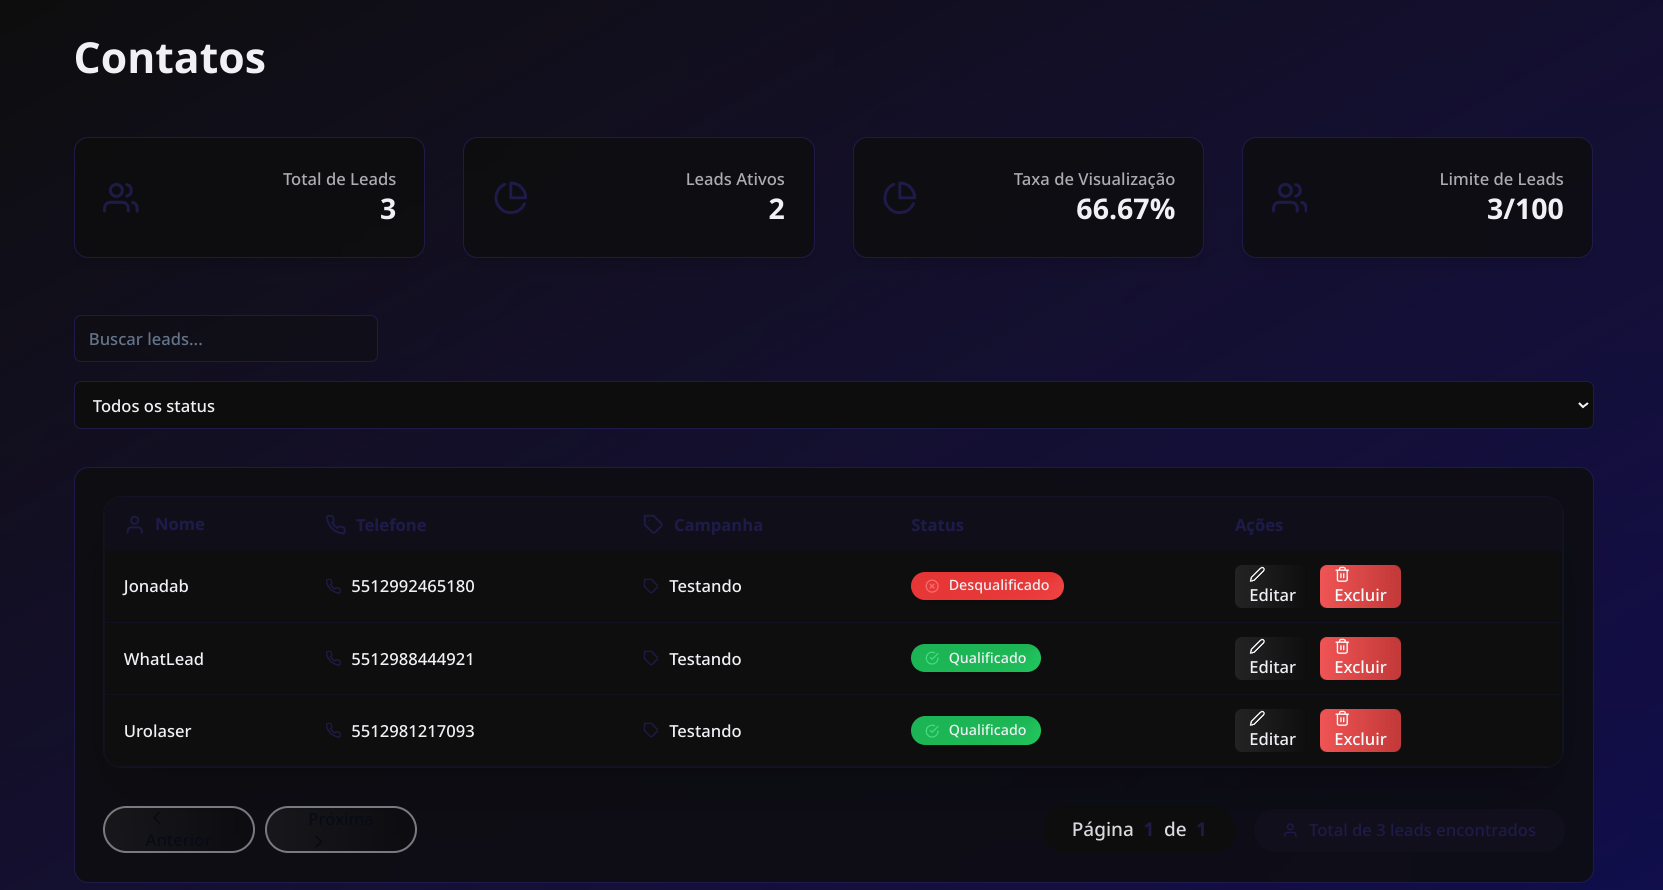 Contatos
Total de Leads
3
Leads Ativos
2
Taxa de Visualização
66.67%
Limite de Leads
3/100
Buscar leads...
Todos os status
Nome Telefone Campanha Status Ações
Jonadab 5512992465180 Testando Desqualificado Editar Excluir
WhatLead 5512988444921 Testando Qualificado Editar Excluir
Urolaser 5512981217093 Testando Qualificado Editar Excluir
Anterior Próxima Página 1 de 1 Total de 3 leads encontrados